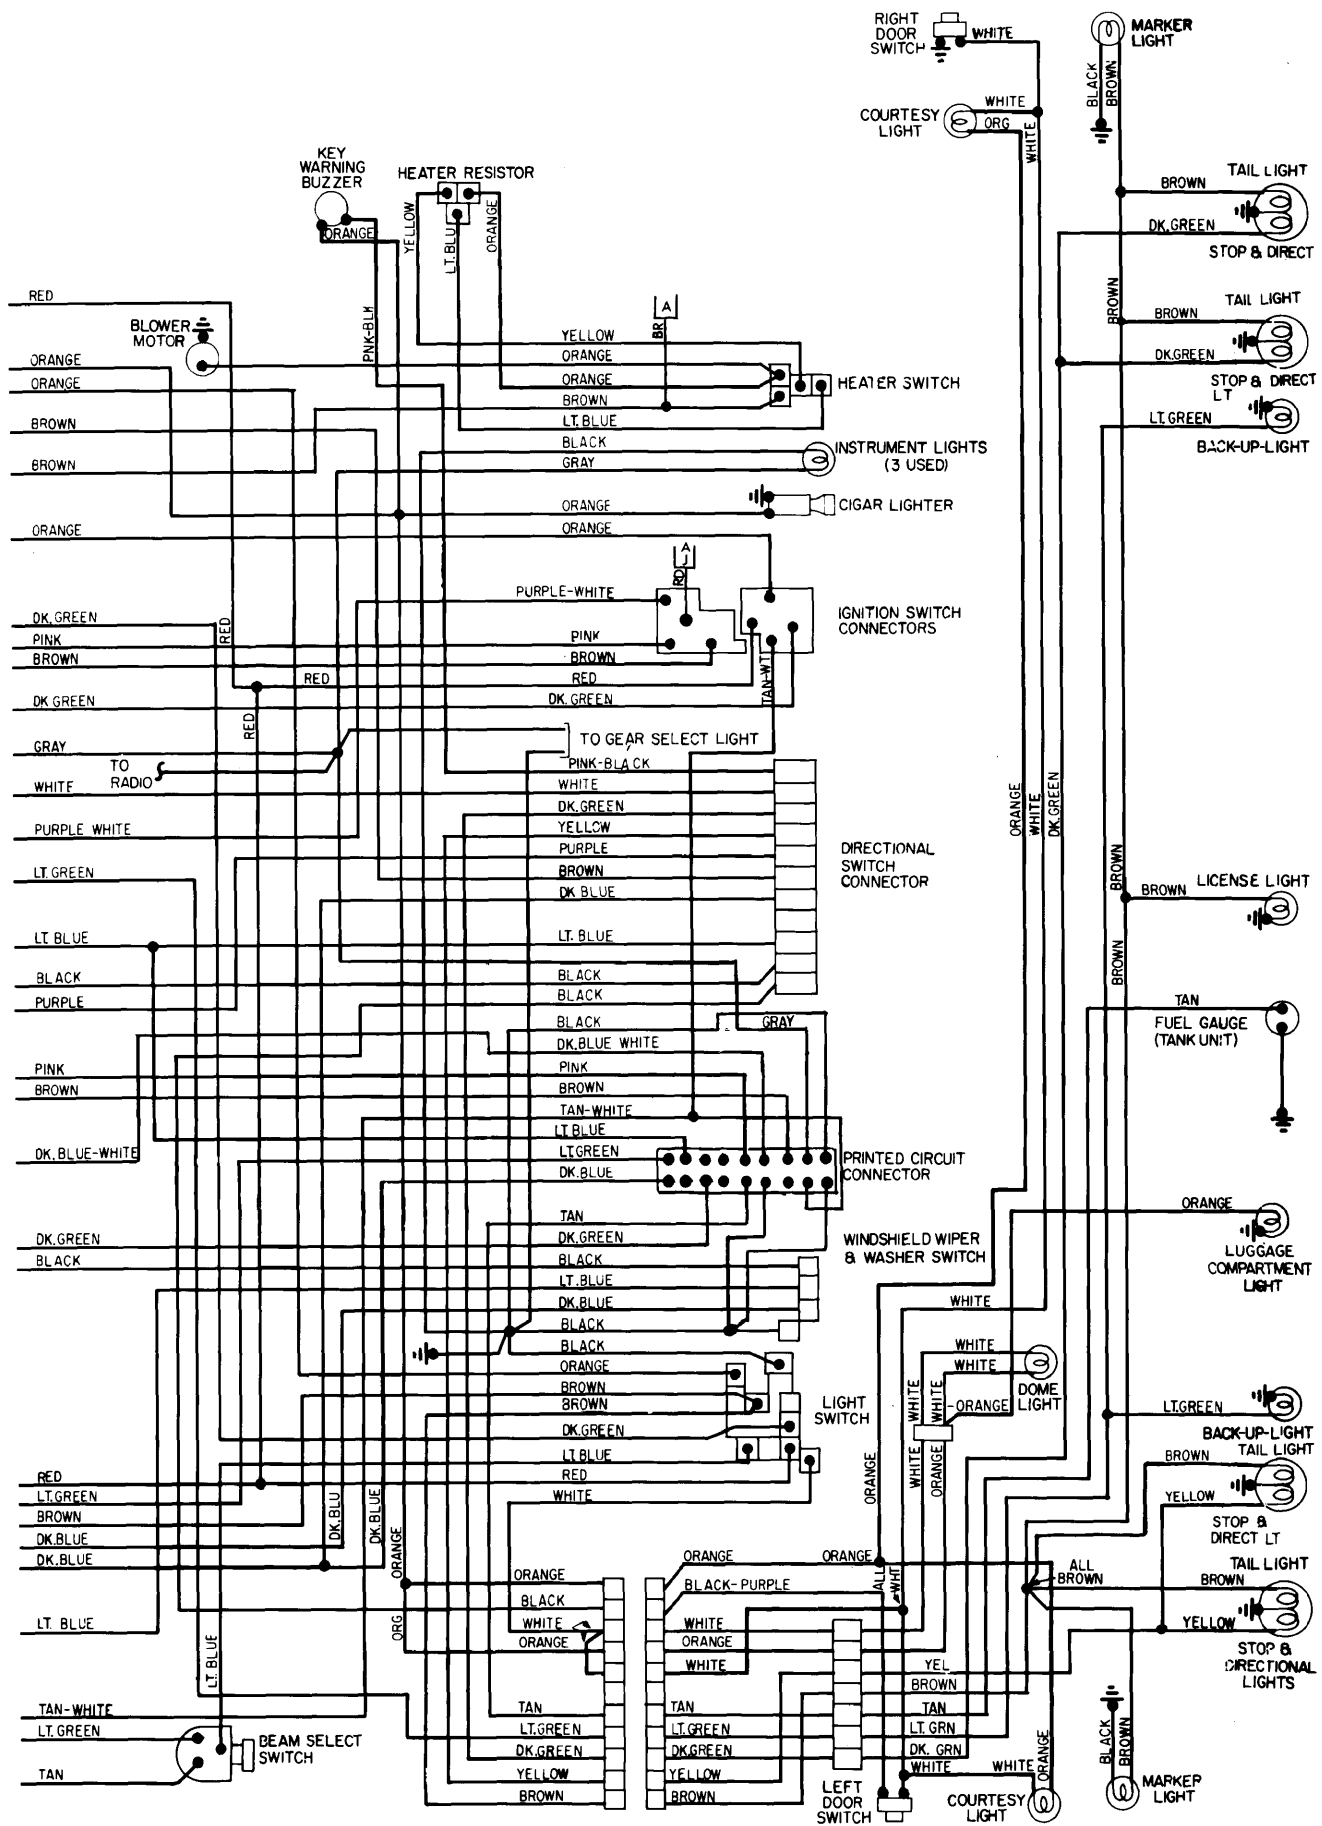 RIGHT
DOOR
SWITCH
WHITE
MARKER
LIGHT
BLACK
BROWN
COURTESY
LIGHT
WHITE
ORG
WHITE
KEY
WARNING
BUZZER
ORANGE
HEATER RESISTOR
YELLOW
LT. BLU
ORANGE
PNK-BLK
TAIL LIGHT
BROWN
DK.GREEN
STOP & DIRECT
BROWN
TAIL LIGHT
BROWN
DK.GREEN
STOP & DIRECT
LT
LT.GREEN
BACK-UP-LIGHT
RED
BLOWER
MOTOR
ORANGE
ORANGE
BROWN
BROWN
ORANGE
A
BR
YELLOW
ORANGE
ORANGE
BROWN
LT. BLUE
HEATER SWITCH
BLACK
GRAY
INSTRUMENT LIGHTS
(3 USED)
ORANGE
CIGAR LIGHTER
ORANGE
A
J
RD
PURPLE-WHITE
IGNITION SWITCH
CONNECTORS
DK. GREEN
PINK
BROWN
RED
PINK
BROWN
RED
RED
TAN-WT
DK GREEN
DK. GREEN
RED
GRAY
TO
RADIO
TO GEAR SELECT LIGHT
WHITE
PURPLE WHITE
LT. GREEN
PINK-BLACK
WHITE
DK.GREEN
YELLOW
PURPLE
BROWN
DK BLUE
LT. BLUE
BLACK
BLACK
DIRECTIONAL
SWITCH
CONNECTOR
ORANGE
WHITE
DK.GREEN
BROWN
BROWN
LICENSE LIGHT
BROWN
LT. BLUE
BLACK
PURPLE
BLACK
GRAY
DK.BLUE WHITE
PINK
BROWN
TAN-WHITE
LT.BLUE
LT.GREEN
DK.BLUE
PINK
BROWN
DK. BLUE-WHITE
PRINTED CIRCUIT
CONNECTOR
TAN
FUEL GAUGE
(TANK UNIT)
ORANGE
LUGGAGE
COMPARTMENT
LIGHT
DK.GREEN
BLACK
TAN
DK.GREEN
BLACK
LT. BLUE
DK.BLUE
BLACK
WINDSHIELD WIPER
& WASHER SWITCH
WHITE
BLACK
ORANGE
BROWN
BROWN
DK.GREEN
LT BLUE
RED
WHITE
LIGHT
SWITCH
WHITE
WHITE
WHITE
WHITE
DOME
LIGHT
ORANGE
WHITE
ORANGE
ORANGE
LT.GREEN
BACK-UP-LIGHT
TAIL LIGHT
BROWN
YELLOW
STOP &
DIRECT LT
RED
LT.GREEN
BROWN
DK.BLUE
DK.BLUE
DK.BLU
DK.BLUE
ORANGE
ORG
LT. BLUE
LT. BLUE
ORANGE
BLACK
WHITE
ORANGE
TAN
LT.GREEN
DK.GREEN
YELLOW
BROWN
ORANGE
ORANGE
BLACK-PURPLE
ALL
WHT
WHITE
ORANGE
WHITE
TAN
LT.GREEN
DK.GREEN
YELLOW
BROWN
YEL
BROWN
TAN
LT. GRN
DK. GRN
WHITE
WHITE
ALL
BROWN
TAIL LIGHT
BROWN
YELLOW
STOP &
DIRECTIONAL
LIGHTS
TAN-WHITE
LT. GREEN
TAN
BEAM SELECT
SWITCH
LEFT
DOOR
SWITCH
COURTESY
LIGHT
ORANGE
BLACK
BROWN
MARKER
LIGHT